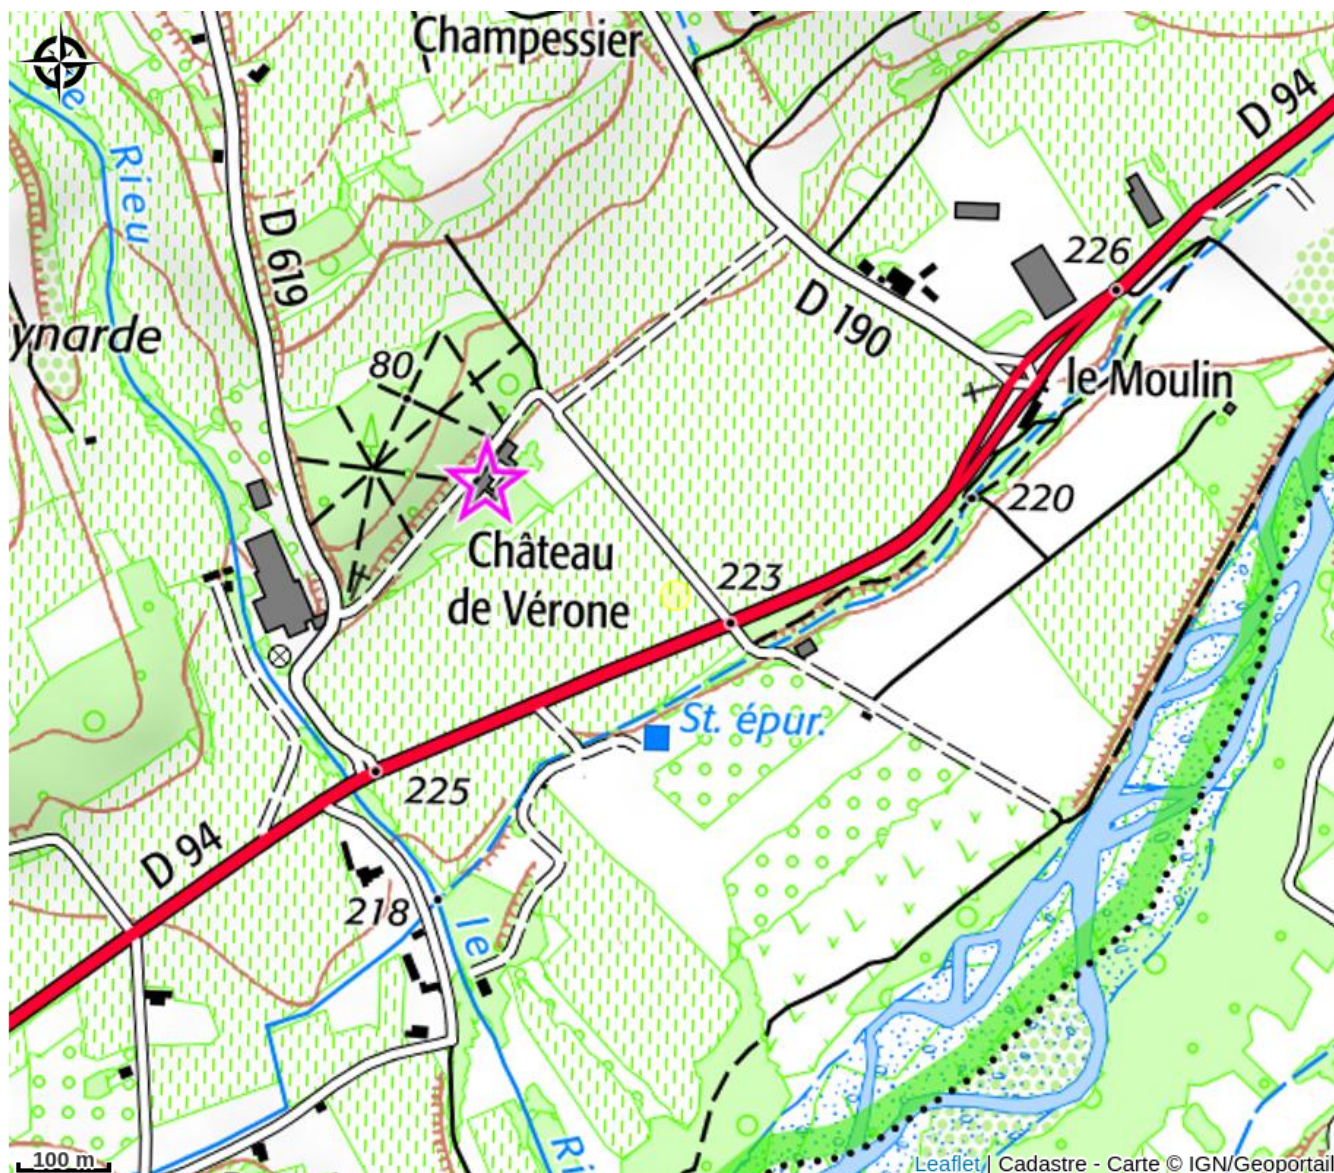 Champessier
D 94
Rieu
D 619
226
D 190
ynarde
80
le Moulin
220
Château
de Vérone
223
St. épur.
225
D 94
218
le
Ri
100 m
Leaflet | Cadastre - Carte © IGN/Geoportail